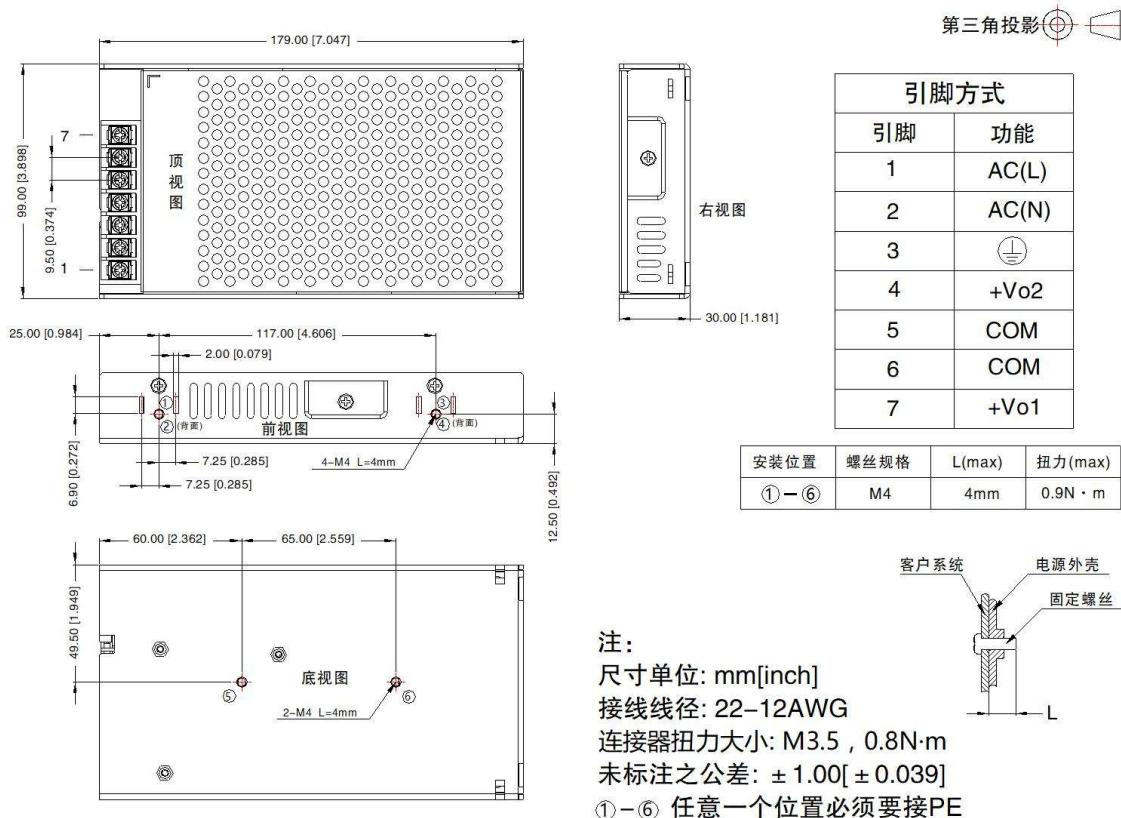 第三角投影
179.00 [7.047]
99.00 [3.898]
9.50 [0.374]
7
1
顶视图
右视图
30.00 [1.181]
引脚方式
引脚 功能
1 AC(L)
2 AC(N)
3
4 +Vo2
5 COM
6 COM
7 +Vo1
25.00 [0.984]
117.00 [4.606]
2.00 [0.079]
①
②(背面)
前视图
③
④(背面)
6.90 [0.272]
7.25 [0.285]
7.25 [0.285]
4-M4 L=4mm
12.50 [0.492]
安装位置 螺丝规格 L(max) 扭力(max)
①-⑥ M4 4mm 0.9N·m
60.00 [2.362]
65.00 [2.559]
49.50 [1.949]
底视图
⑤
⑥
2-M4 L=4mm
客户系统
电源外壳
固定螺丝
L
注:
尺寸单位: mm[inch]
接线线径: 22-12AWG
连接器扭力大小: M3.5,0.8N·m
未标注之公差: ±1.00[±0.039]
①-⑥ 任意一个位置必须要接PE